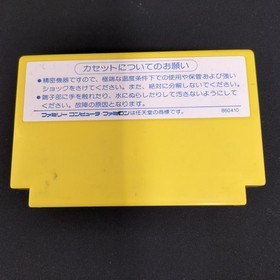 カセットについてのお願い
●精密機器ですので、極端な温度条件下での使用や保管および強い
ショックをさけてください。また、絶対に分解しないでください。
●端子部に手を触れたり、水にぬらしたりして汚さないようにして
ください。故障の原因となります。
ファミリー コンピュータ・ファミコンは任天堂の商標です。
860415